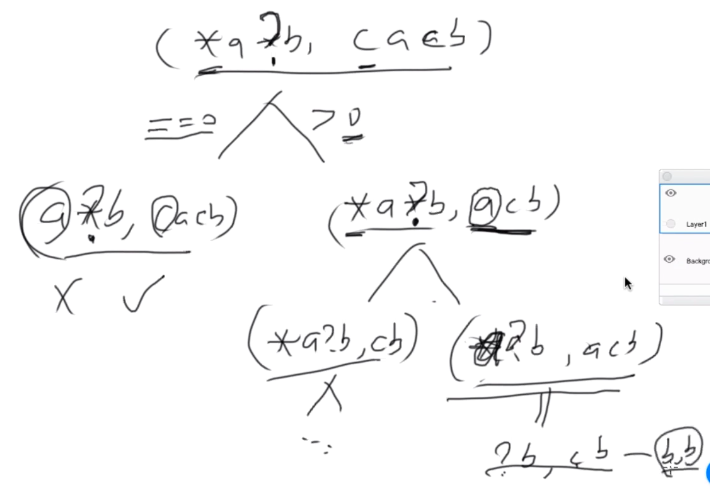 (*a?b, cacb)
===0 >0
(a?b, cacb) (*a?b, acb)
X ✓
(*a?b, cb) (a?b, acb)
...
?b, cb - b,b
Layer1
Backgro